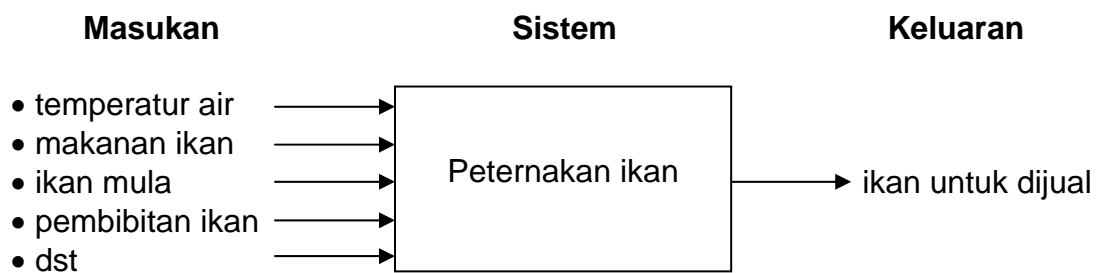 Masukan Sistem Keluaran
• temperatur air
• makanan ikan
• ikan mula
• pembibitan ikan
• dst
Peternakan ikan
ikan untuk dijual